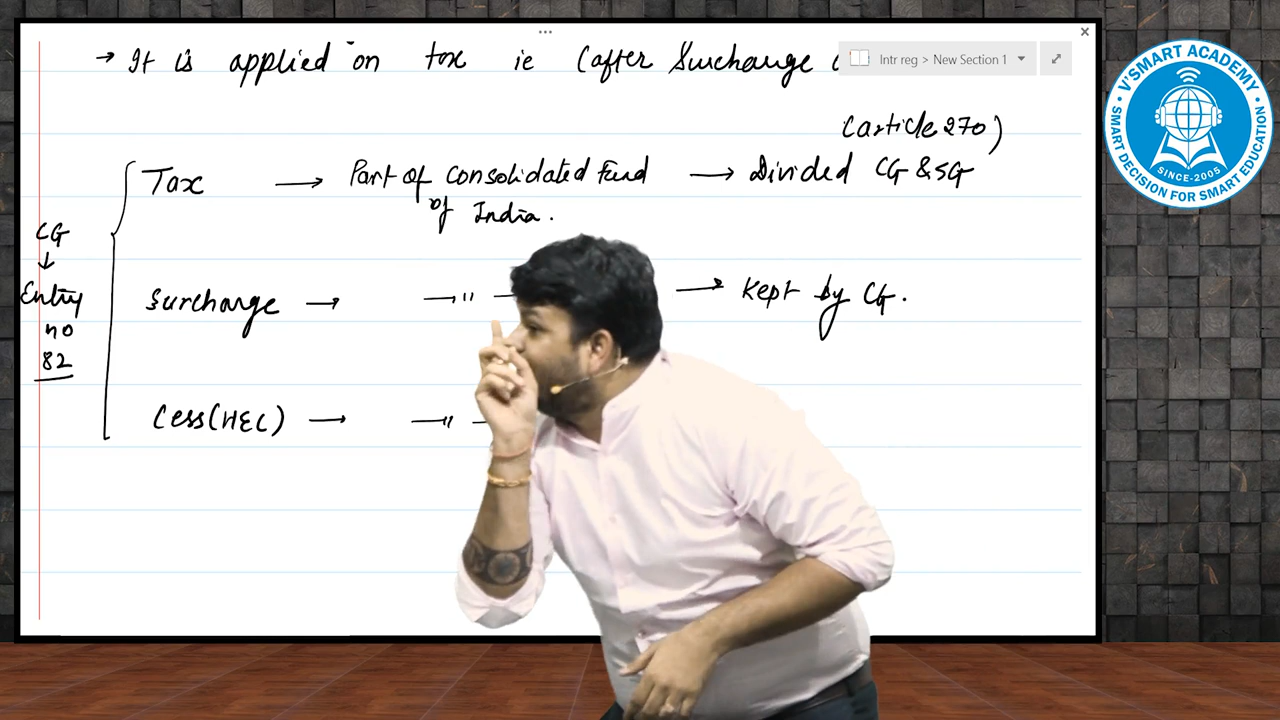 → It is applied on tax ie (after Surcharge
Intr reg > New Section 1
(article 270)
Tax → Part of Consolidated Fund → Divided CG & SG
of India.
CG
↓
Entry
no
82
Surcharge → —"— → Kept by CG.
Cess (HEC) → —"—
V'SMART ACADEMY
SINCE-2005
SMART DECISION FOR SMART EDUCATION